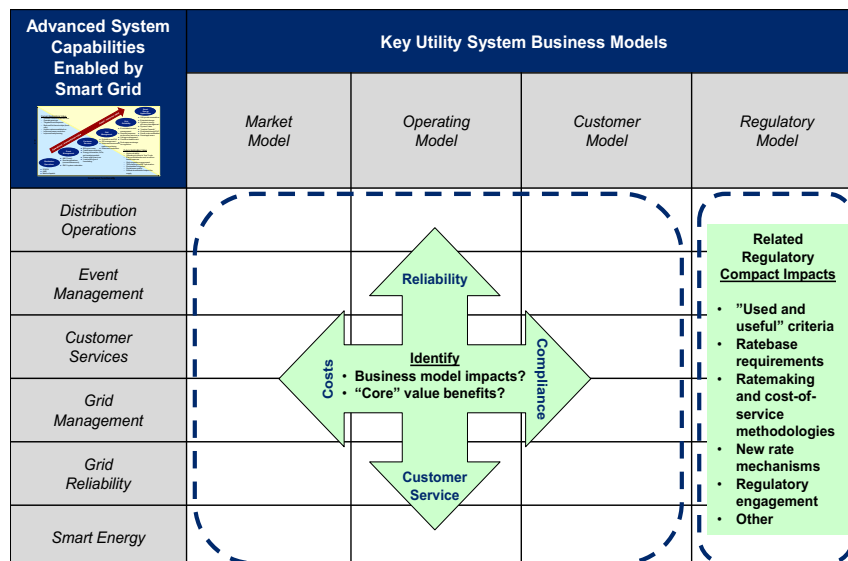 Advanced System
Capabilities
Enabled by
Smart Grid
Key Utility System Business Models
Market
Model
Operating
Model
Customer
Model
Regulatory
Model
Distribution
Operations
Event
Management
Customer
Services
Grid
Management
Grid
Reliability
Smart Energy
Reliability
Costs
Identify
• Business model impacts?
• “Core” value benefits?
Compliance
Customer
Service
Related
Regulatory
Compact Impacts
• ”Used and
useful” criteria
• Ratebase
requirements
• Ratemaking
and cost-of-
service
methodologies
• New rate
mechanisms
• Regulatory
engagement
• Other